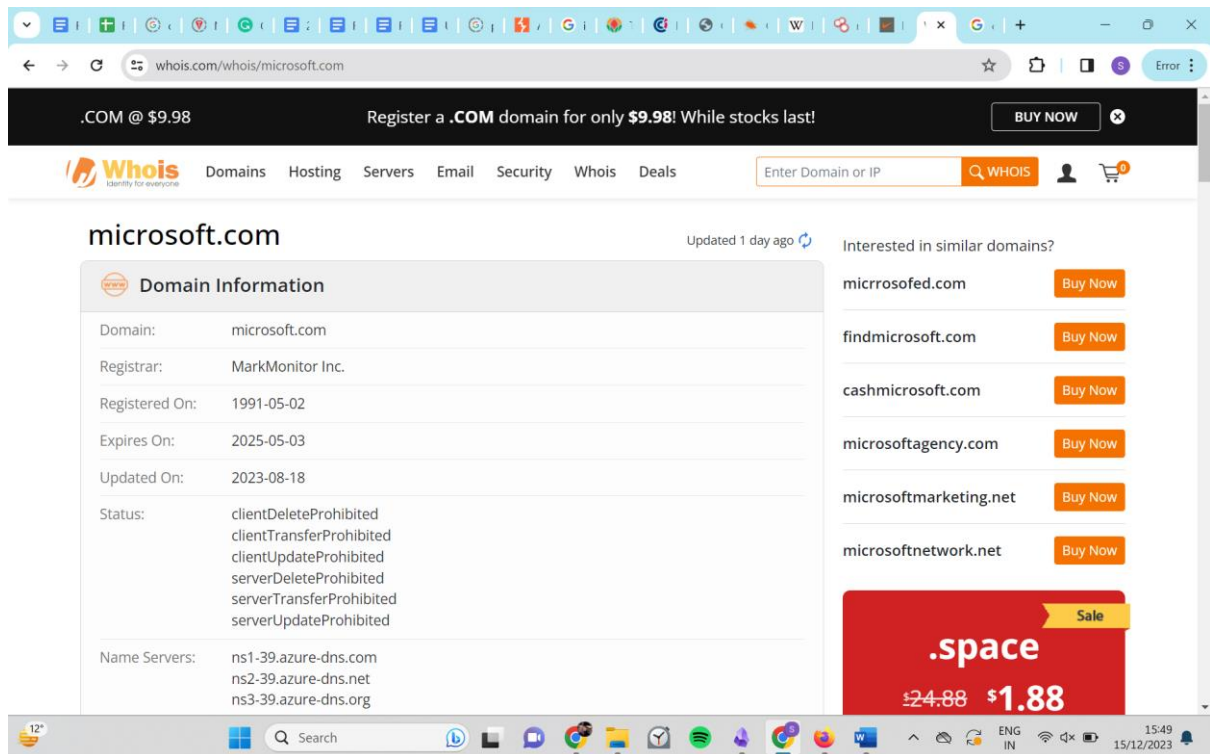 whois.com/whois/microsoft.com
Error
.COM @ $9.98
Register a .COM domain for only $9.98! While stocks last!
BUY NOW
Whois
Identity for everyone
Domains Hosting Servers Email Security Whois Deals
Enter Domain or IP
WHOIS
0
microsoft.com
Updated 1 day ago
Domain Information
Domain: microsoft.com
Registrar: MarkMonitor Inc.
Registered On: 1991-05-02
Expires On: 2025-05-03
Updated On: 2023-08-18
Status: clientDeleteProhibited
clientTransferProhibited
clientUpdateProhibited
serverDeleteProhibited
serverTransferProhibited
serverUpdateProhibited
Name Servers: ns1-39.azure-dns.com
ns2-39.azure-dns.net
ns3-39.azure-dns.org
Interested in similar domains?
micrrosofed.com Buy Now
findmicrosoft.com Buy Now
cashmicrosoft.com Buy Now
microsoftagency.com Buy Now
microsoftmarketing.net Buy Now
microsoftnetwork.net Buy Now
Sale
.space
$24.88 $1.88
12°
Search
ENG
IN
15:49
15/12/2023